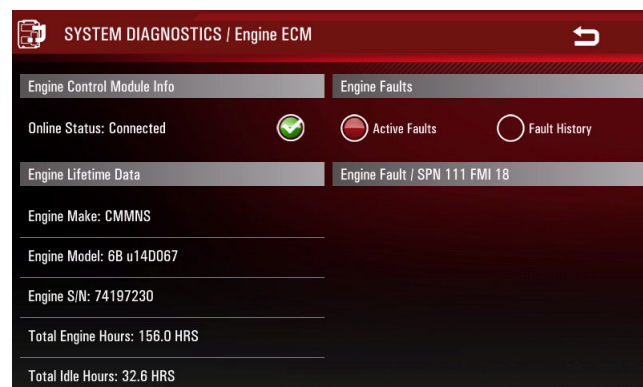 SYSTEM DIAGNOSTICS / Engine ECM
Engine Control Module Info
Engine Faults
Online Status: Connected
Active Faults
Fault History
Engine Lifetime Data
Engine Fault / SPN 111 FMI 18
Engine Make: CMMNS
Engine Model: 6B u14D067
Engine S/N: 74197230
Total Engine Hours: 156.0 HRS
Total Idle Hours: 32.6 HRS